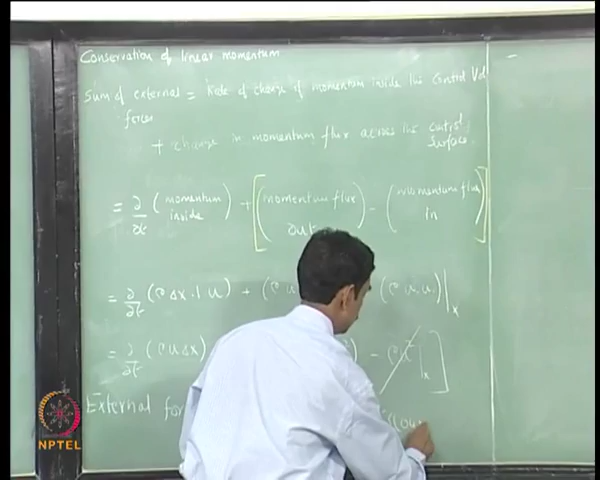 Conservation of linear momentum
Sum of external = Rate of change of momentum inside the Control Vol
forces
+ change in momentum flux across the control
surface
= ∂/∂t (momentum inside) + [(momentum flux out) − (momentum flux in)]
= ∂/∂t (ρ Δx . 1 u) + (ρ u (ρ u . u)|x
= ∂/∂t (ρ u Δx) − ρu²|x ]
External for
NPTEL